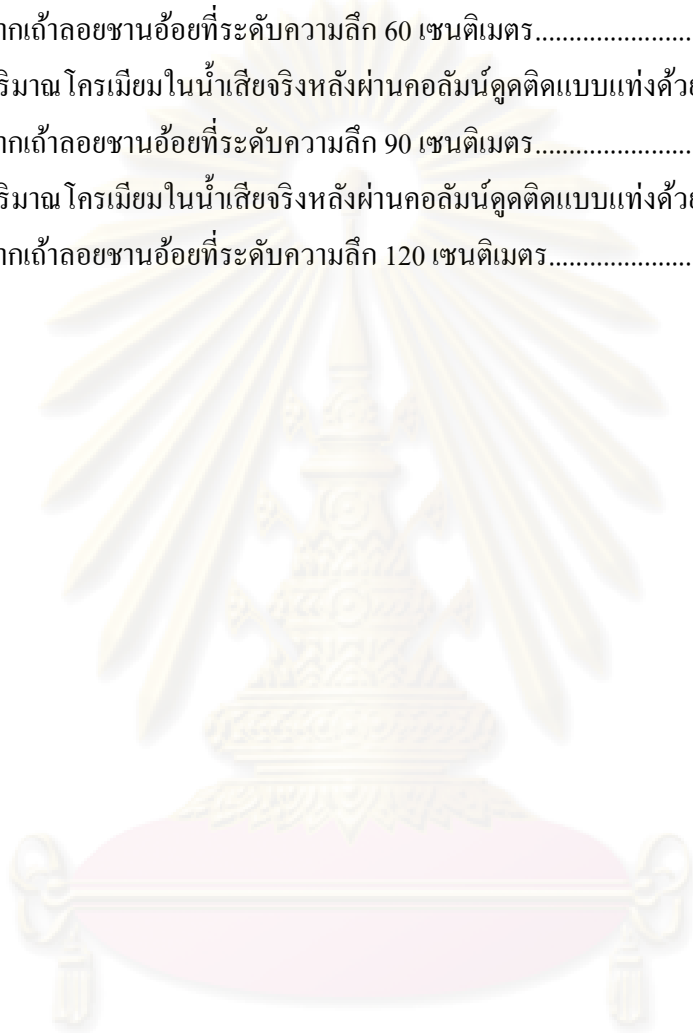 ากเถ้าลอยชานอ้อยที่ระดับความลึก 60 เซนติเมตร.......................
ริมาณโครเมียมในน้ำเสียจริงหลังผ่านคอลัมน์ดูดติดแบบแท่งด้วย
ากเถ้าลอยชานอ้อยที่ระดับความลึก 90 เซนติเมตร.......................
ริมาณโครเมียมในน้ำเสียจริงหลังผ่านคอลัมน์ดูดติดแบบแท่งด้วย
ากเถ้าลอยชานอ้อยที่ระดับความลึก 120 เซนติเมตร.....................